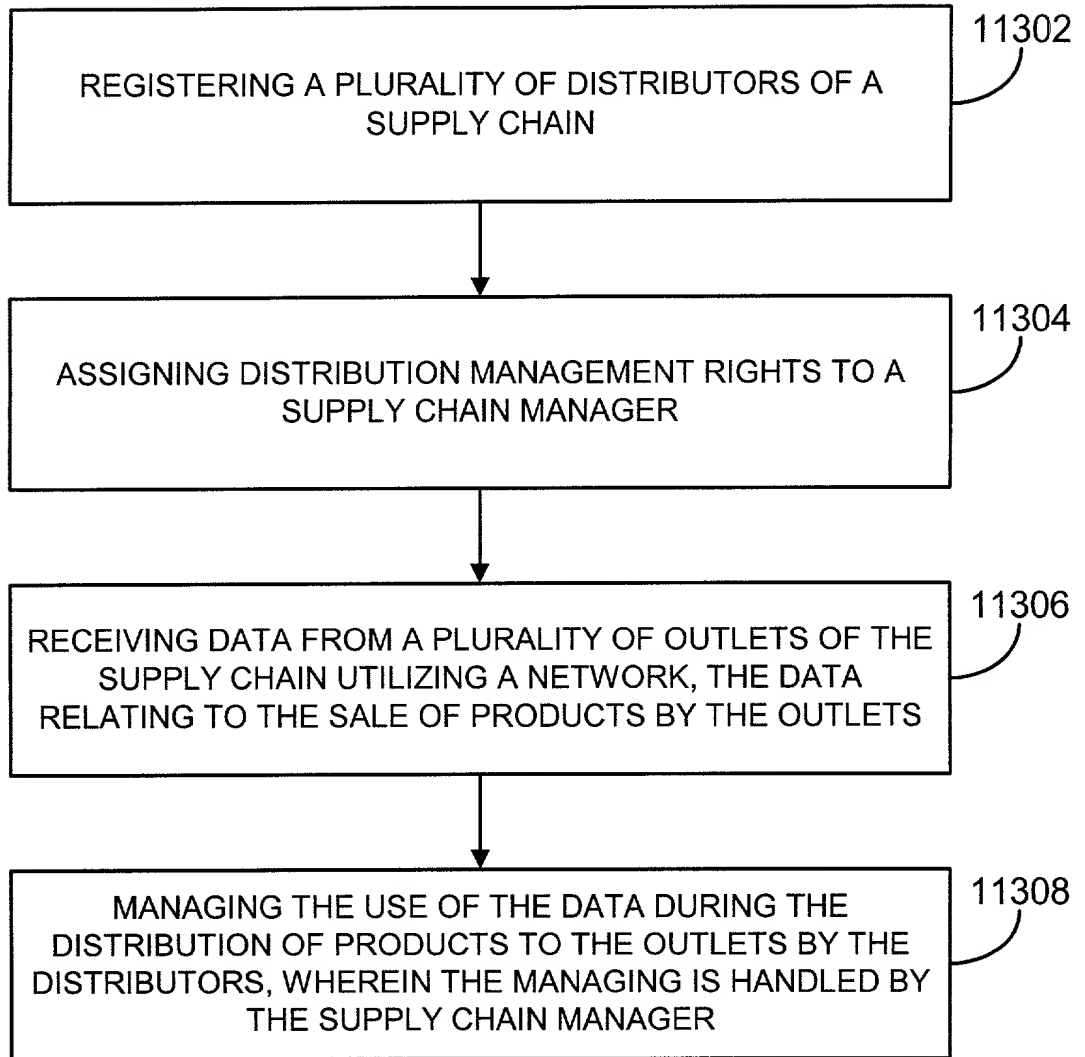 11302
REGISTERING A PLURALITY OF DISTRIBUTORS OF A
SUPPLY CHAIN
11304
ASSIGNING DISTRIBUTION MANAGEMENT RIGHTS TO A
SUPPLY CHAIN MANAGER
11306
RECEIVING DATA FROM A PLURALITY OF OUTLETS OF THE
SUPPLY CHAIN UTILIZING A NETWORK, THE DATA
RELATING TO THE SALE OF PRODUCTS BY THE OUTLETS
11308
MANAGING THE USE OF THE DATA DURING THE
DISTRIBUTION OF PRODUCTS TO THE OUTLETS BY THE
DISTRIBUTORS, WHEREIN THE MANAGING IS HANDLED BY
THE SUPPLY CHAIN MANAGER